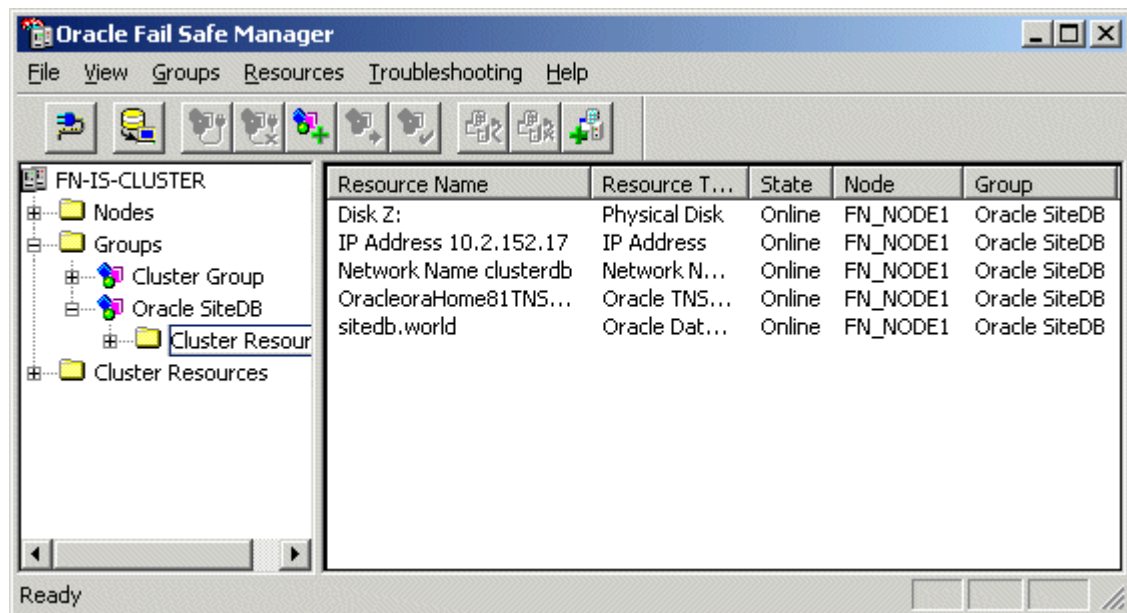 Oracle Fail Safe Manager
File View Groups Resources Troubleshooting Help
FN-IS-CLUSTER
Nodes
Groups
Cluster Group
Oracle SiteDB
Cluster Resour
Cluster Resources
Resource Name Resource T... State Node Group
Disk Z: Physical Disk Online FN_NODE1 Oracle SiteDB
IP Address 10.2.152.17 IP Address Online FN_NODE1 Oracle SiteDB
Network Name clusterdb Network N... Online FN_NODE1 Oracle SiteDB
OracleoraHome81TNS... Oracle TNS... Online FN_NODE1 Oracle SiteDB
sitedb.world Oracle Dat... Online FN_NODE1 Oracle SiteDB
Ready